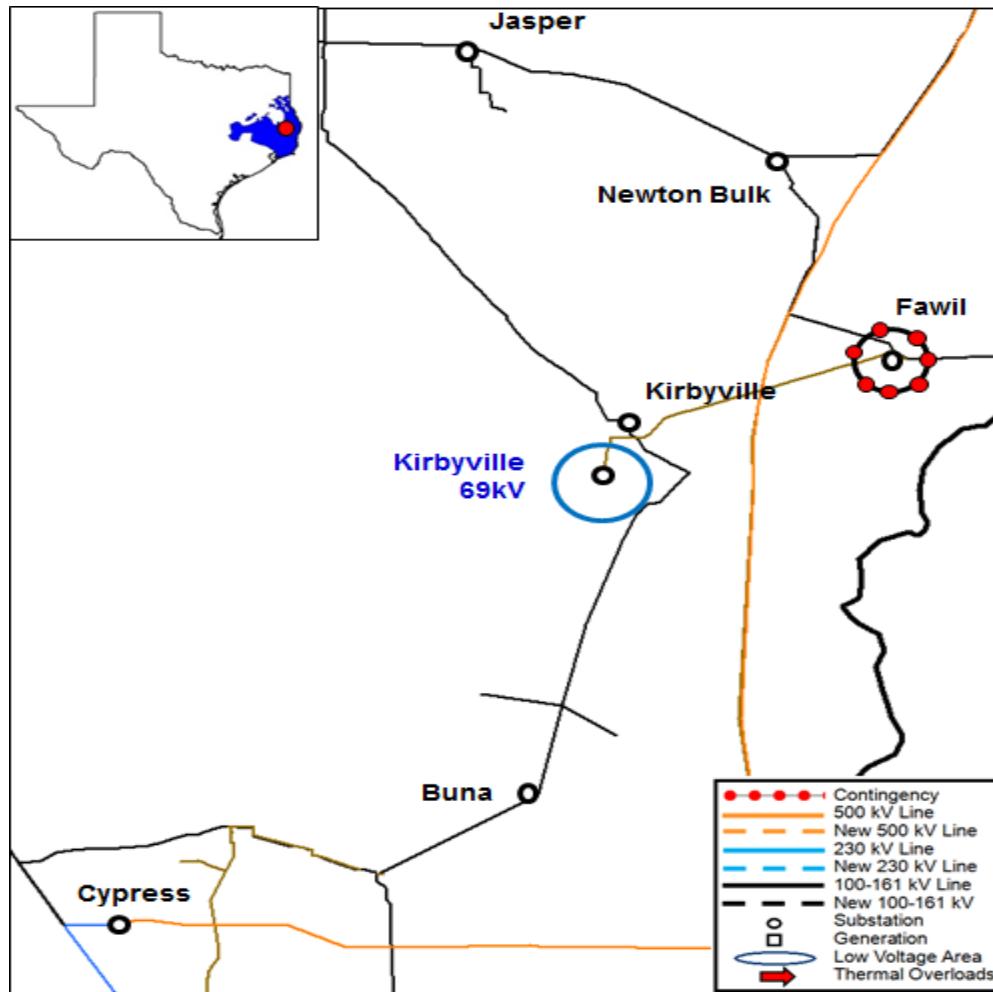 Jasper
Newton Bulk
Fawil
Kirbyville
Kirbyville
69kV
Buna
Cypress
Contingency
500 kV Line
New 500 kV Line
230 kV Line
New 230 kV Line
100-161 kV Line
New 100-161 kV
Substation
Generation
Low Voltage Area
Thermal Overloads